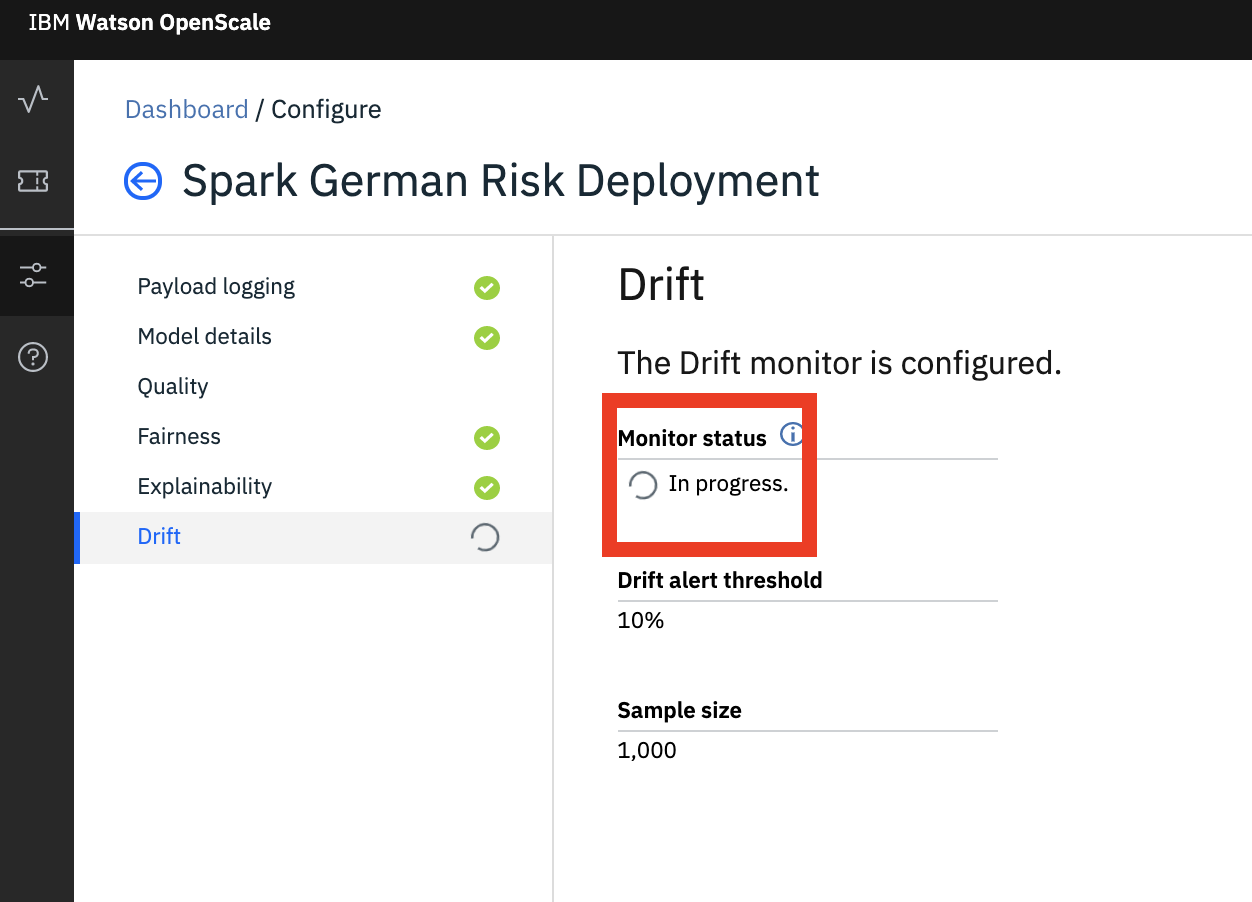 IBM Watson OpenScale
Dashboard / Configure
Spark German Risk Deployment
Payload logging
Model details
Quality
Fairness
Explainability
Drift
Drift
The Drift monitor is configured.
Monitor status
In progress.
Drift alert threshold
10%
Sample size
1,000